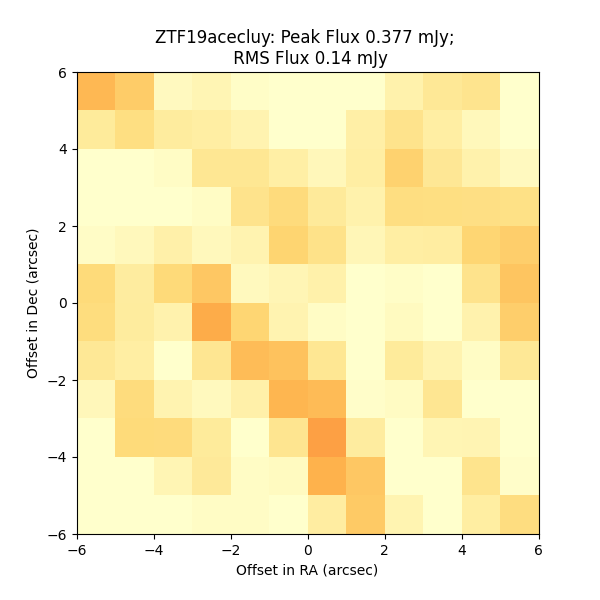 ZTF19acecluy: Peak Flux 0.377 mJy;
RMS Flux 0.14 mJy
6
4
2
0
−2
−4
−6
Offset in Dec (arcsec)
−6 −4 −2 0 2 4 6
Offset in RA (arcsec)